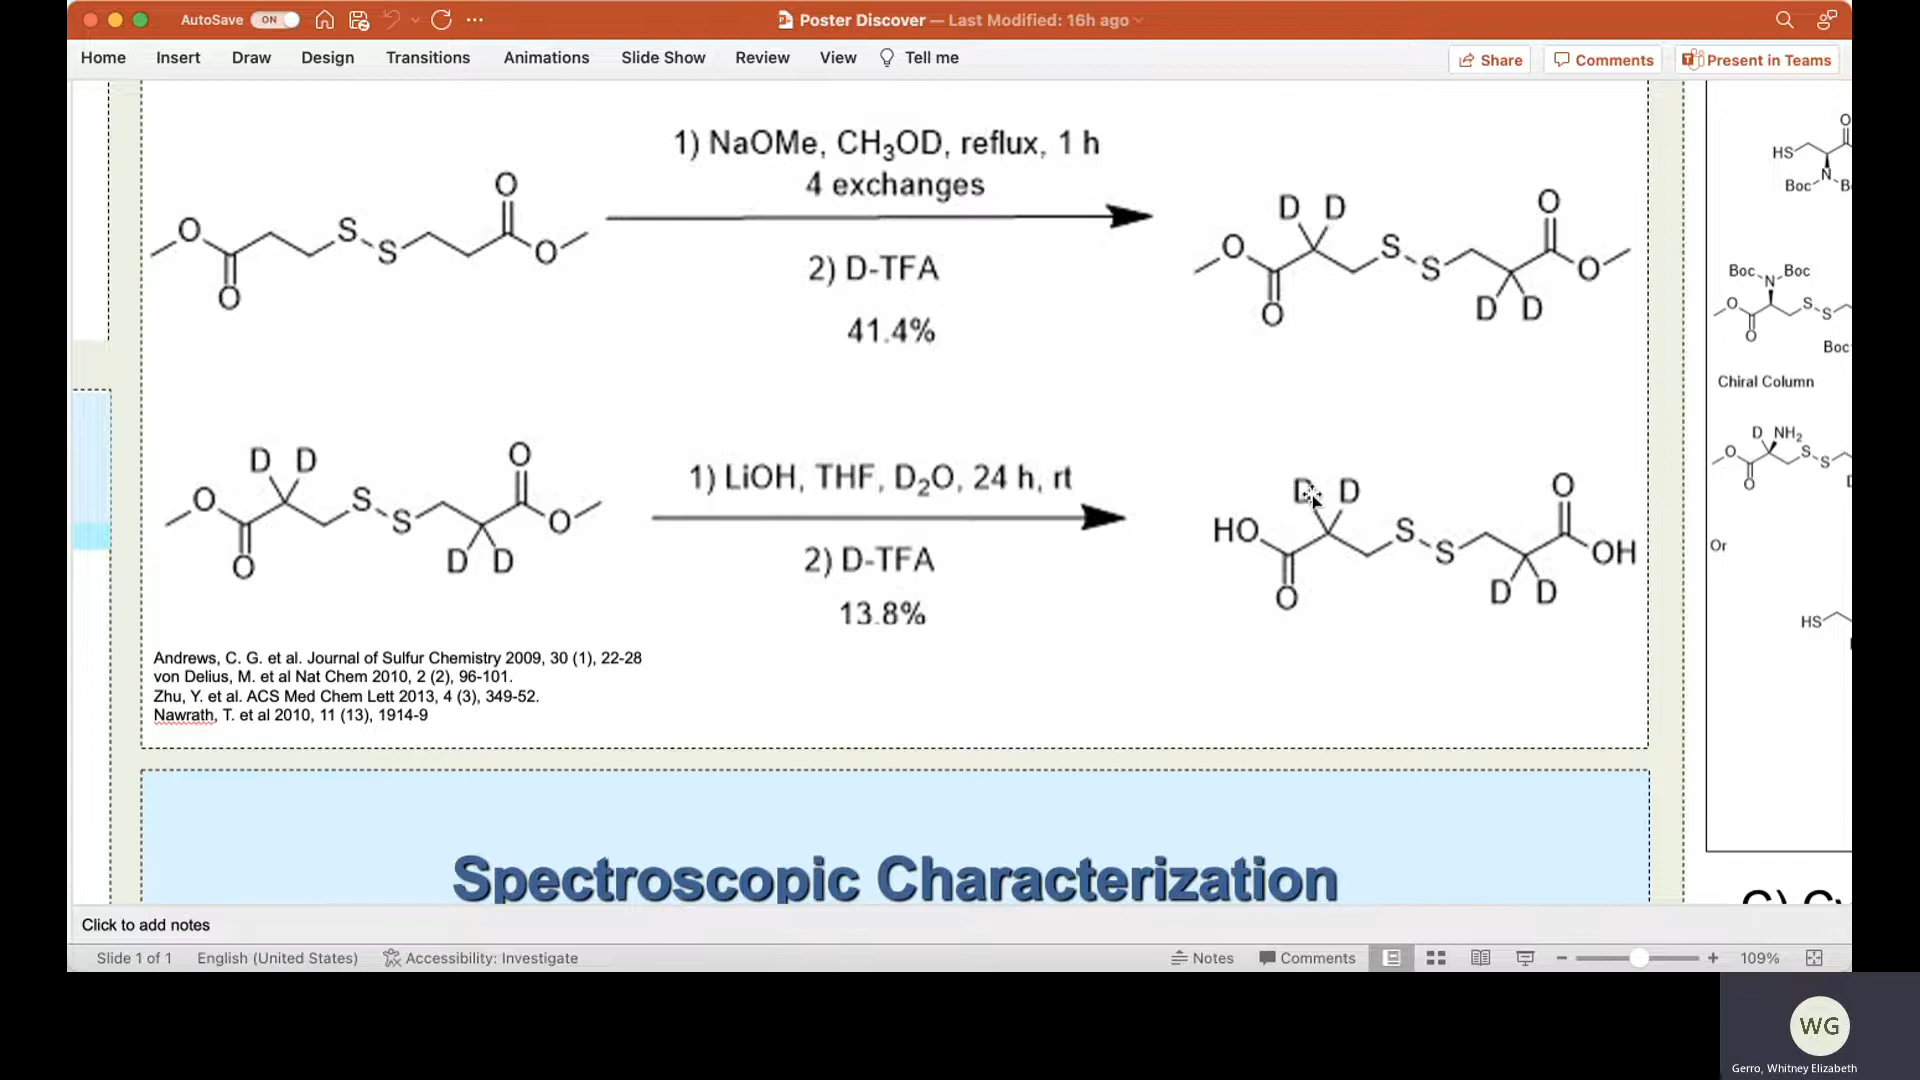 AutoSave ON Poster Discover — Last Modified: 16h ago
Home Insert Draw Design Transitions Animations Slide Show Review View Tell me Share Comments Present in Teams
1) NaOMe, CH₃OD, reflux, 1 h
4 exchanges
2) D-TFA
41.4%
O O S S O O
D D O O S S O O D D
1) LiOH, THF, D₂O, 24 h, rt
2) D-TFA
13.8%
D D O O S S O O D D
D D HO O S S O OH D D
Andrews, C. G. et al. Journal of Sulfur Chemistry 2009, 30 (1), 22-28
von Delius, M. et al Nat Chem 2010, 2 (2), 96-101.
Zhu, Y. et al. ACS Med Chem Lett 2013, 4 (3), 349-52.
Nawrath, T. et al 2010, 11 (13), 1914-9
Spectroscopic Characterization
O
HS
N
Boc
Boc Boc
N
O S S
O
Boc
Chiral Column
D NH₂
O S S
O
Or
HS
Click to add notes
Slide 1 of 1 English (United States) Accessibility: Investigate Notes Comments 109%
WG
Gerro, Whitney Elizabeth